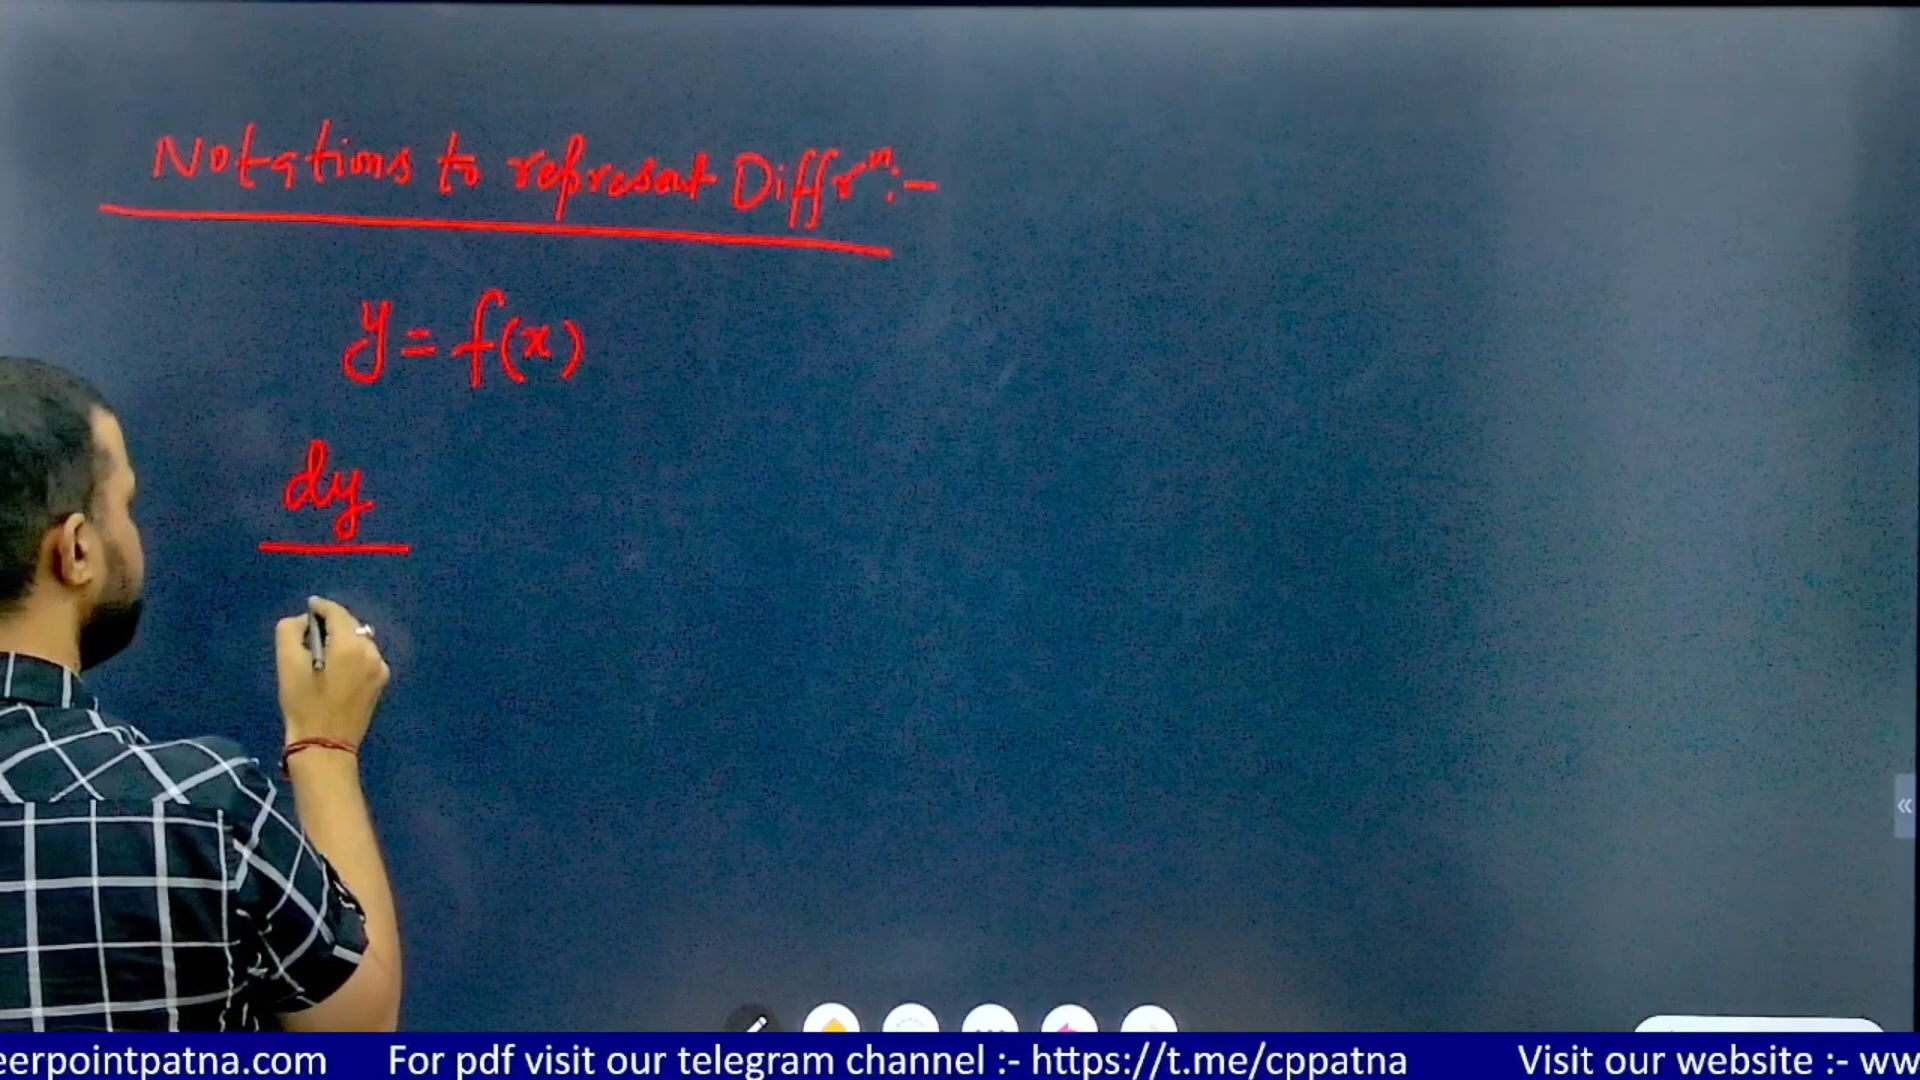 Notations to represent Diffrⁿ:-
y = f(x)
dy
eerpointpatna.com For pdf visit our telegram channel :- https://t.me/cppatna Visit our website :- ww